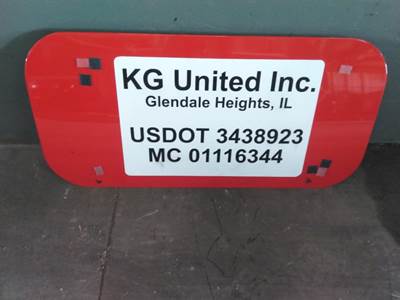 KG United Inc.
Glendale Heights, IL
USDOT 3438923
MC 01116344